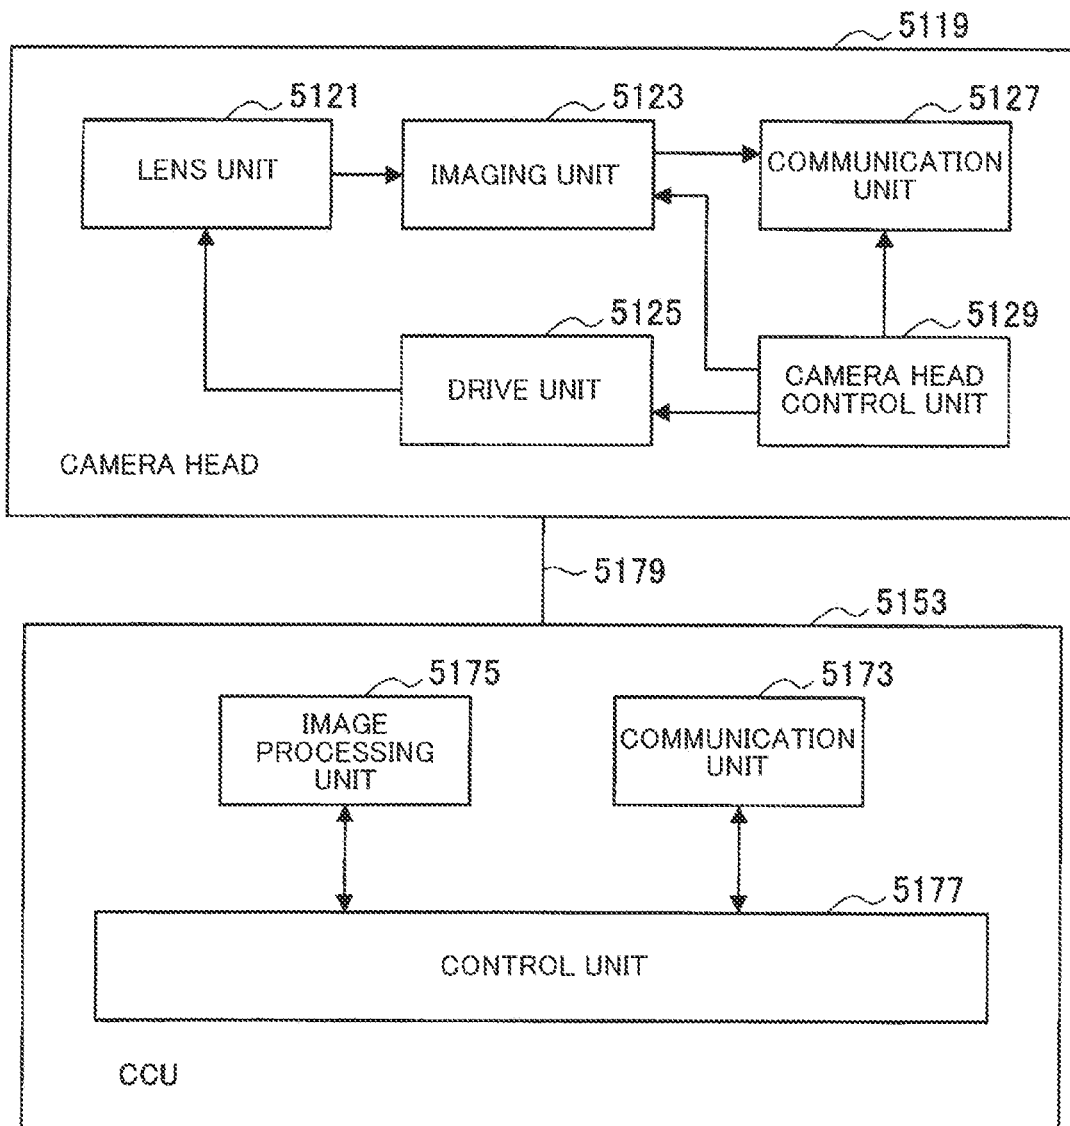 5119
5121
5123
5127
LENS UNIT
IMAGING UNIT
COMMUNICATION
UNIT
5125
5129
DRIVE UNIT
CAMERA HEAD
CONTROL UNIT
CAMERA HEAD
5179
5153
5175
5173
IMAGE
PROCESSING
UNIT
COMMUNICATION
UNIT
5177
CONTROL UNIT
CCU